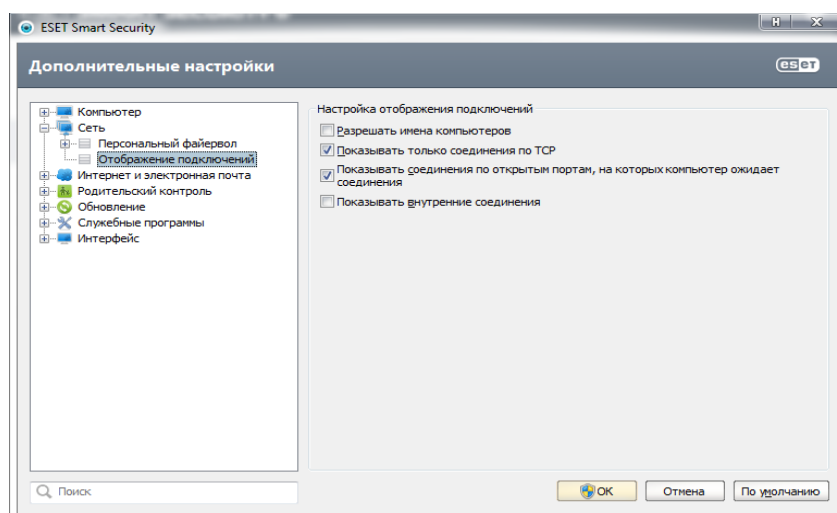 ESET Smart Security
Дополнительные настройки
eset
Компьютер
Сеть
Персональный файервол
Отображение подключений
Интернет и электронная почта
Родительский контроль
Обновление
Служебные программы
Интерфейс
Настройка отображения подключений
Разрешать имена компьютеров
Показывать только соединения по TCP
Показывать соединения по открытым портам, на которых компьютер ожидает
соединения
Показывать внутренние соединения
Поиск
OK
Отмена
По умолчанию